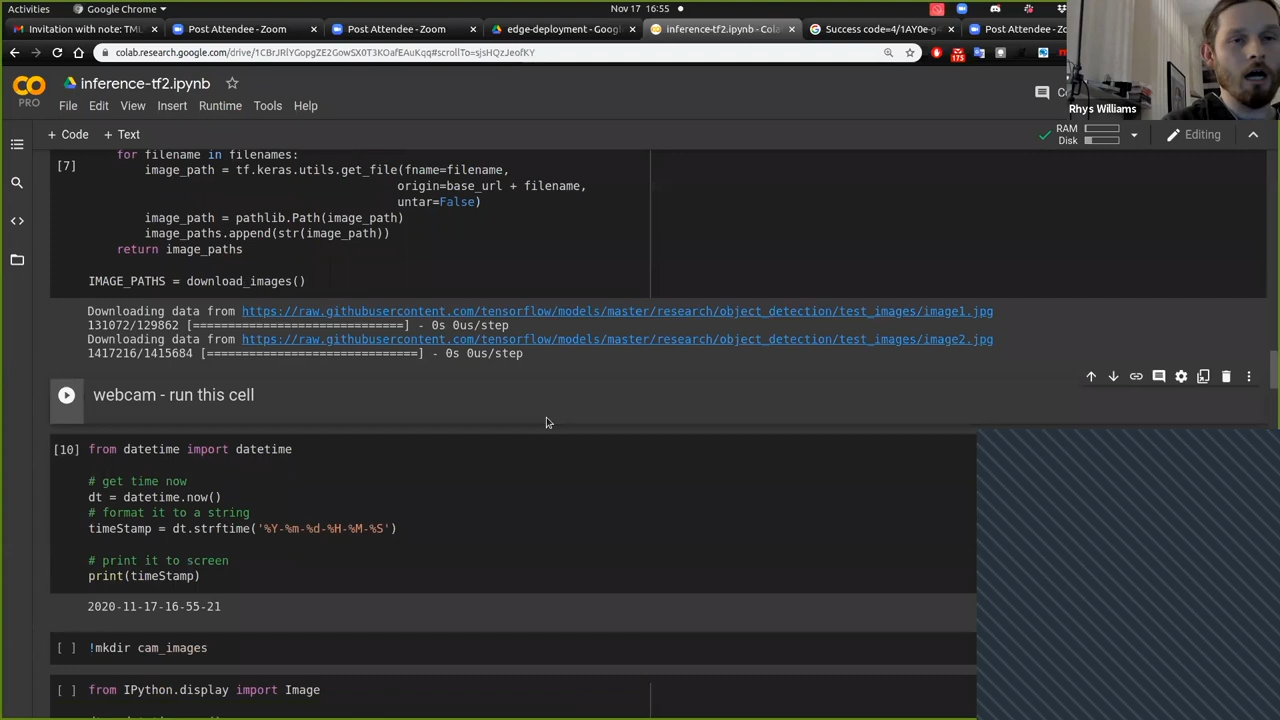 Activities
Google Chrome
Nov 17 16:55
Invitation with note: TML
Post Attendee - Zoom
Post Attendee - Zoom
edge-deployment - Googl
inference-tf2.ipynb - Cola
Success code=4/1AY0e-g
Post Attendee - Zoom
colab.research.google.com/drive/1CBrJRlYGopgZE2GowSX0T3KOafEAuKqq#scrollTo=sjsHQzJeofKY
175
PRO
inference-tf2.ipynb
File Edit View Insert Runtime Tools Help
Rhys Williams
+ Code + Text
RAM
Disk
Editing
for filename in filenames:
[7]
image_path = tf.keras.utils.get_file(fname=filename,
origin=base_url + filename,
untar=False)
image_path = pathlib.Path(image_path)
image_paths.append(str(image_path))
return image_paths
IMAGE_PATHS = download_images()
Downloading data from https://raw.githubusercontent.com/tensorflow/models/master/research/object_detection/test_images/image1.jpg
131072/129862 [==============================] - 0s 0us/step
Downloading data from https://raw.githubusercontent.com/tensorflow/models/master/research/object_detection/test_images/image2.jpg
1417216/1415684 [==============================] - 0s 0us/step
webcam - run this cell
[10] from datetime import datetime
# get time now
dt = datetime.now()
# format it to a string
timeStamp = dt.strftime('%Y-%m-%d-%H-%M-%S')
# print it to screen
print(timeStamp)
2020-11-17-16-55-21
[ ] !mkdir cam_images
[ ] from IPython.display import Image